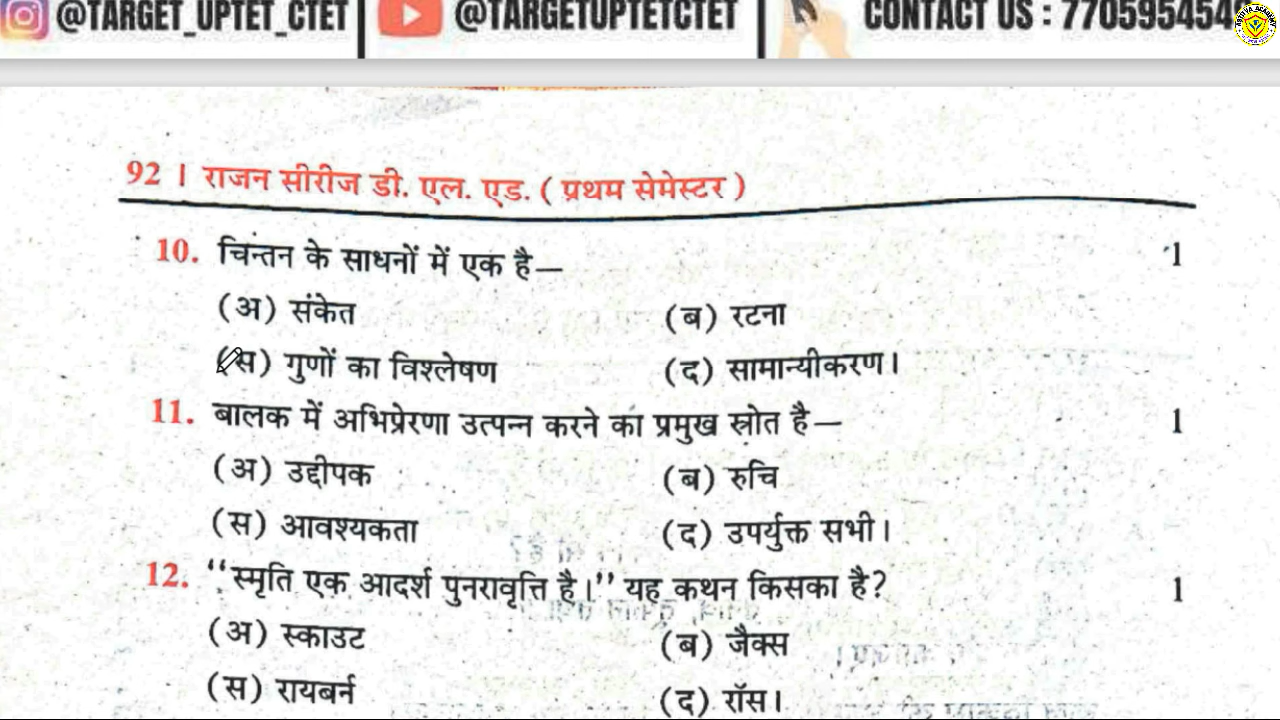 @TARGET_UPTET_CTET
@TARGETUPTETCTET
CONTACT US : 770595454
92 । राजन सीरीज डी. एल. एड. ( प्रथम सेमेस्टर )
10. चिन्तन के साधनों में एक है— 1
(अ) संकेत (ब) रटना
(स) गुणों का विश्लेषण (द) सामान्यीकरण।
11. बालक में अभिप्रेरणा उत्पन्न करने का प्रमुख स्रोत है— 1
(अ) उद्दीपक (ब) रुचि
(स) आवश्यकता (द) उपर्युक्त सभी।
12. ‘‘स्मृति एक आदर्श पुनरावृत्ति है।’’ यह कथन किसका है? 1
(अ) स्काउट (ब) जैक्स
(स) रायबर्न (द) रॉस।